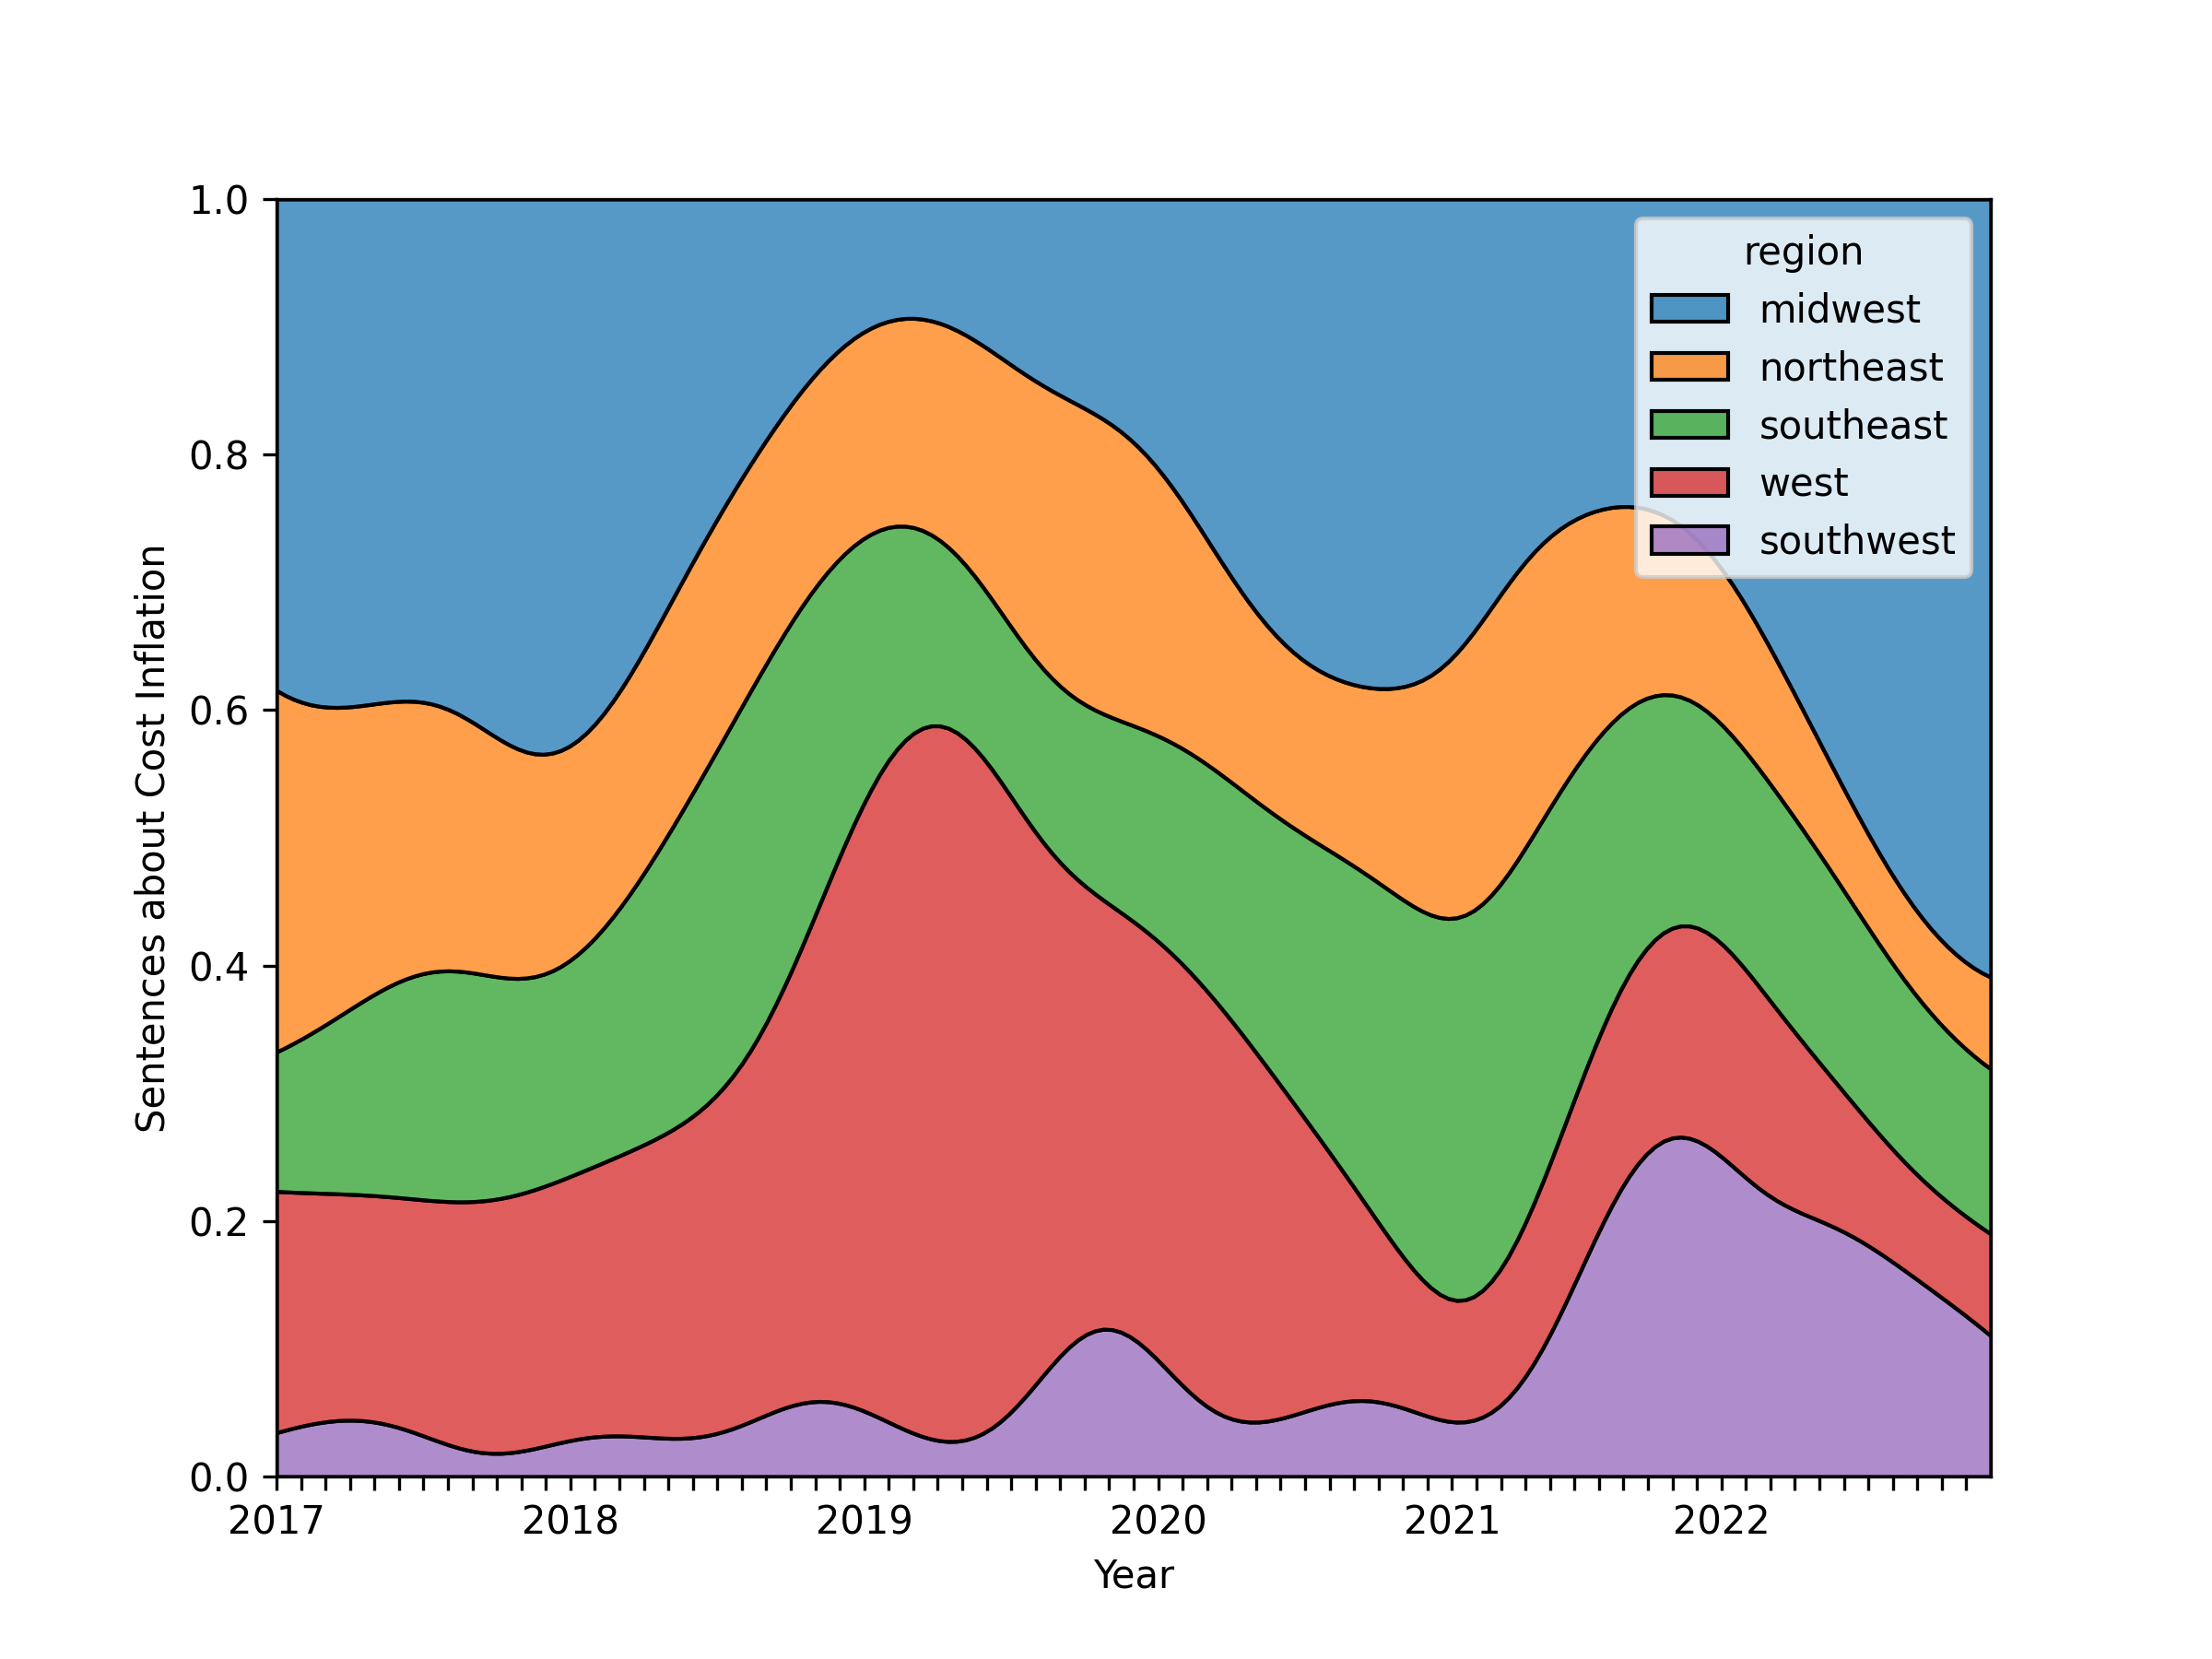 Sentences about Cost Inflation
1.0
0.8
0.6
0.4
0.2
0.0
region
midwest
northeast
southeast
west
southwest
2017 2018 2019 2020 2021 2022
Year